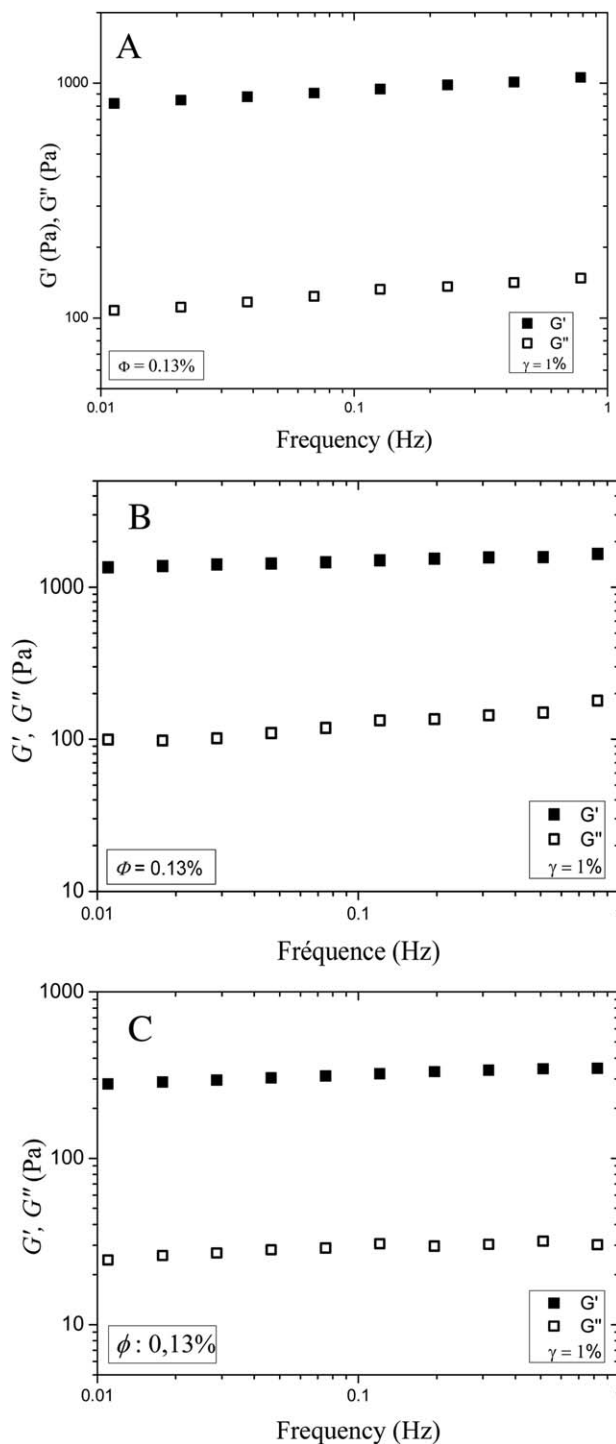 A
1000
100
G' (Pa), G" (Pa)
Φ = 0.13%
G'
G"
γ = 1%
0.01
0.1
1
Frequency (Hz)
B
1000
100
10
G', G" (Pa)
Φ = 0.13%
G'
G"
γ = 1%
0.01
0.1
Fréquence (Hz)
C
1000
100
10
G', G" (Pa)
ϕ : 0,13%
G'
G"
γ = 1%
0.01
0.1
Frequency (Hz)